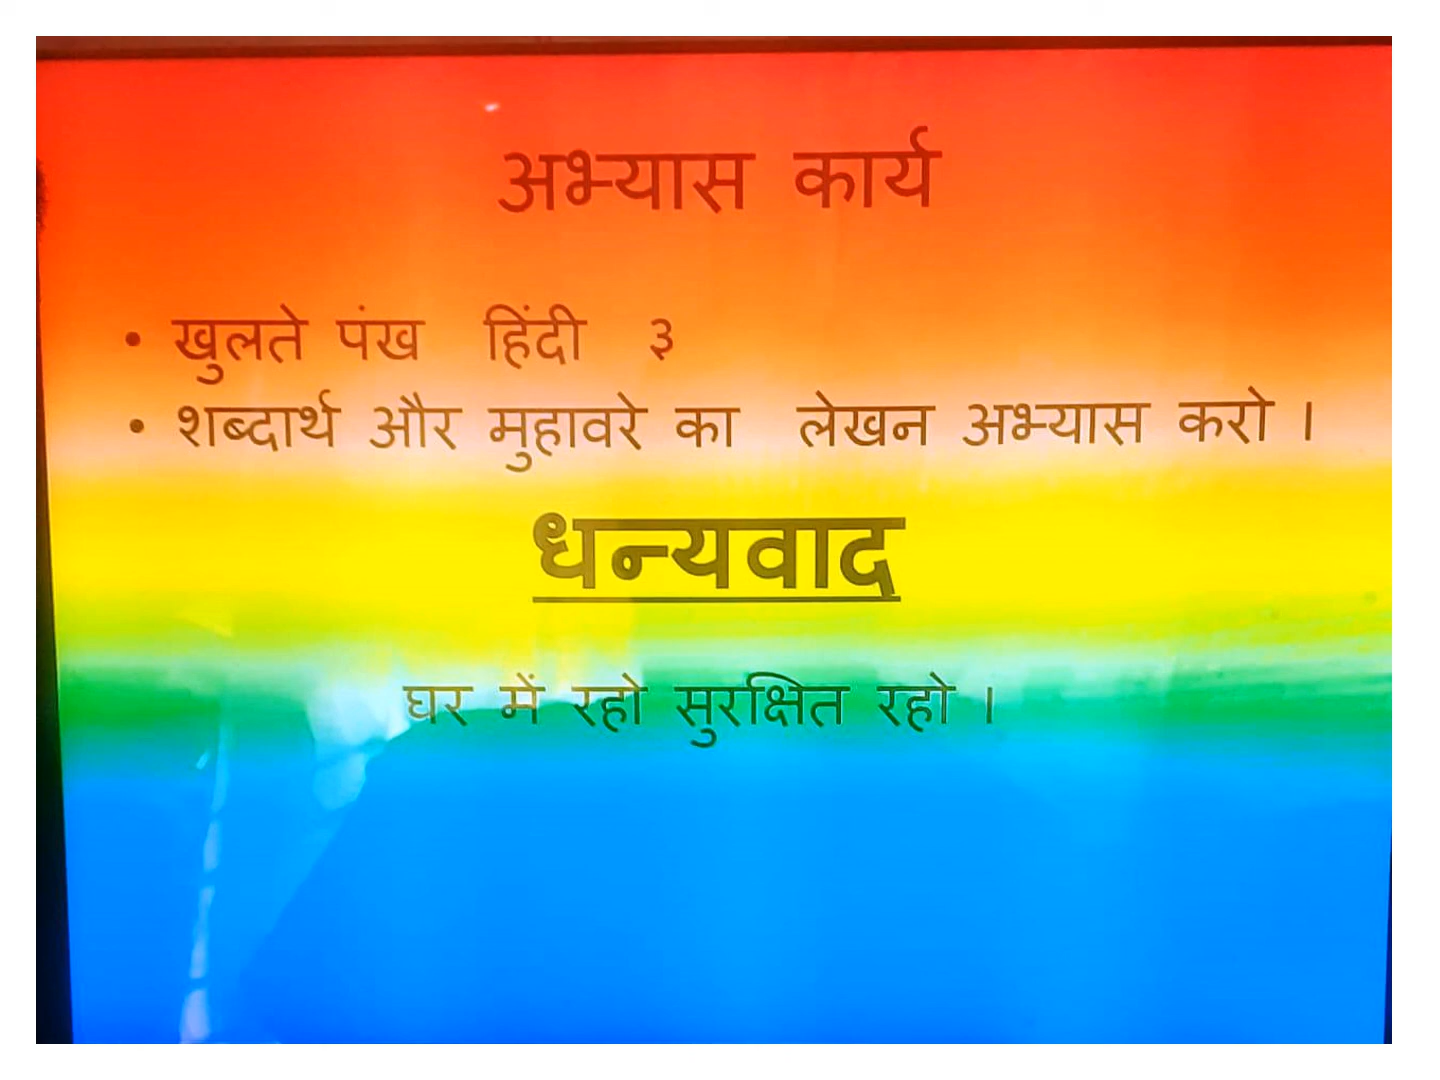 अभ्यास कार्य
• खुलते पंख हिंदी ३
• शब्दार्थ और मुहावरे का लेखन अभ्यास करो ।
धन्यवाद
घर में रहो सुरक्षित रहो ।